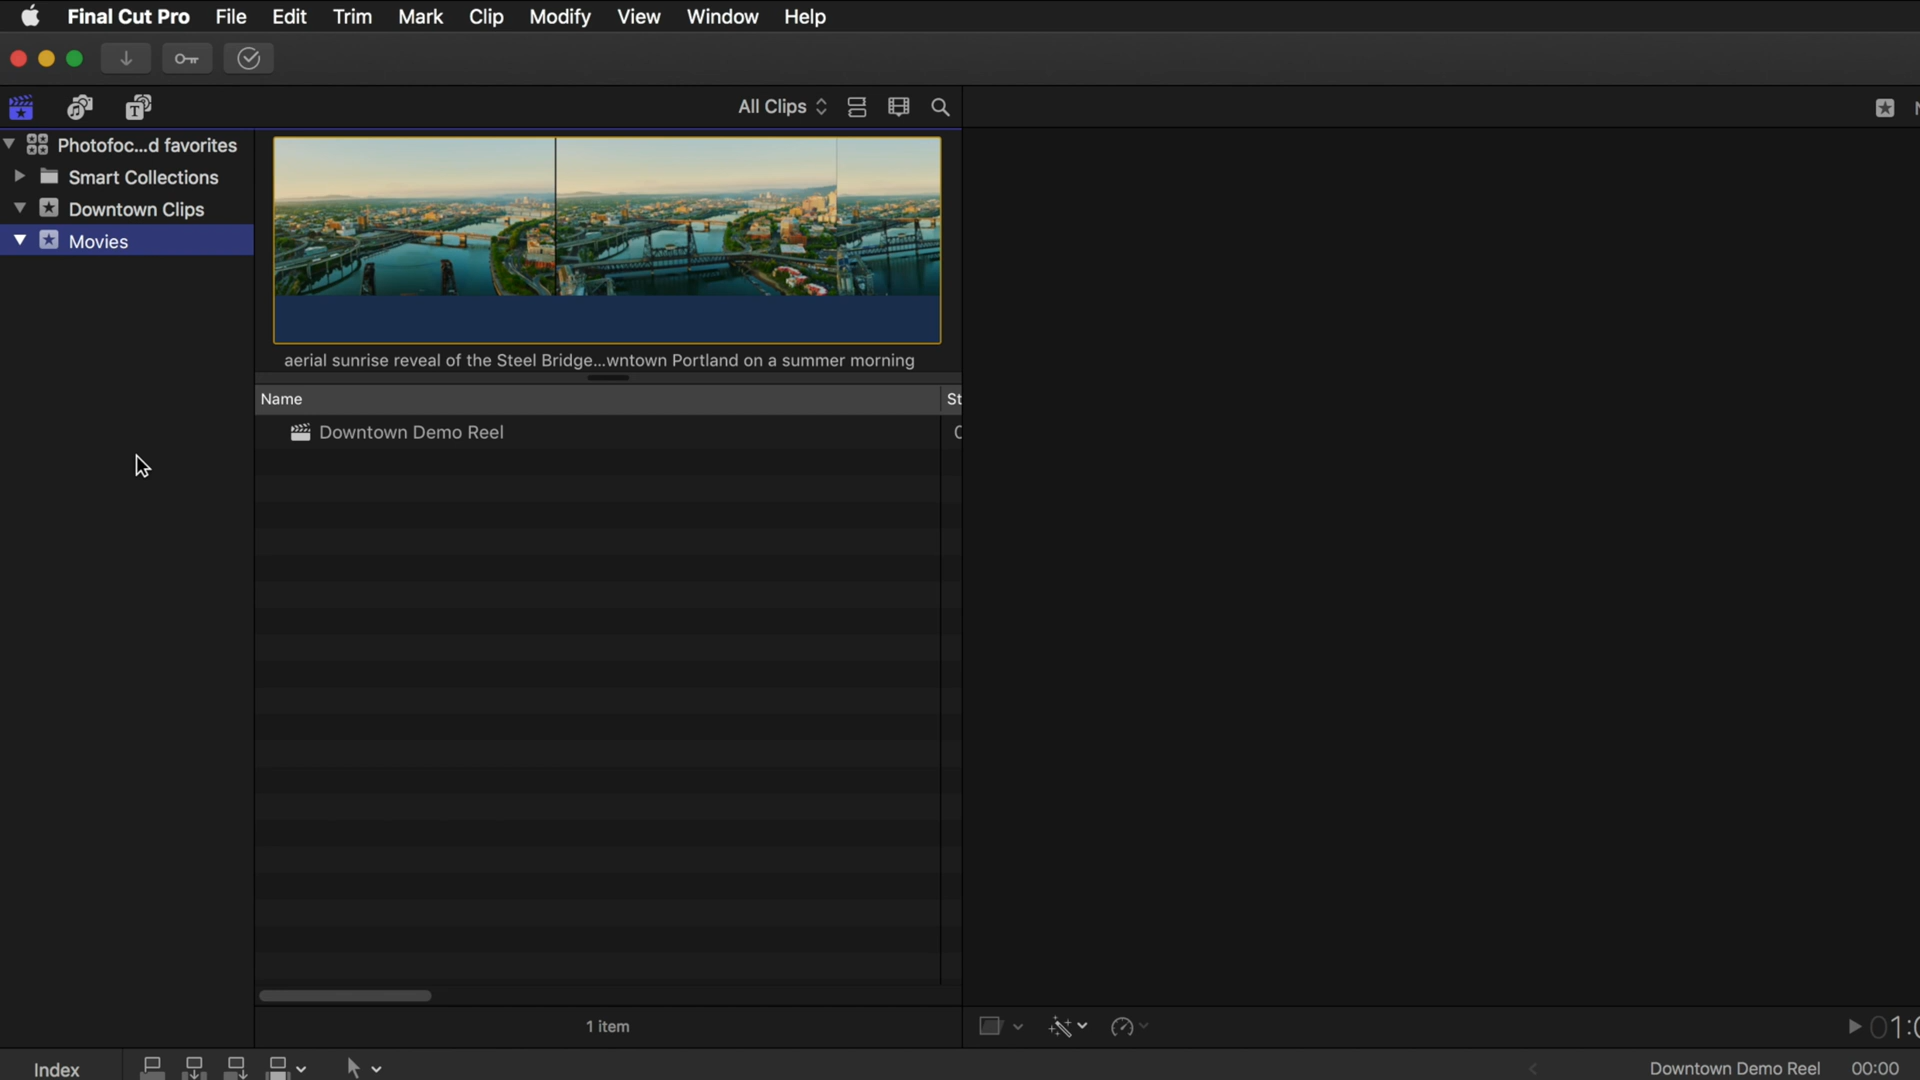 Final Cut Pro File Edit Trim Mark Clip Modify View Window Help
All Clips
Photofoc...d favorites
Smart Collections
Downtown Clips
Movies
aerial sunrise reveal of the Steel Bridge...wntown Portland on a summer morning
Name St
Downtown Demo Reel
1 item
01:0
Index
Downtown Demo Reel 00:00